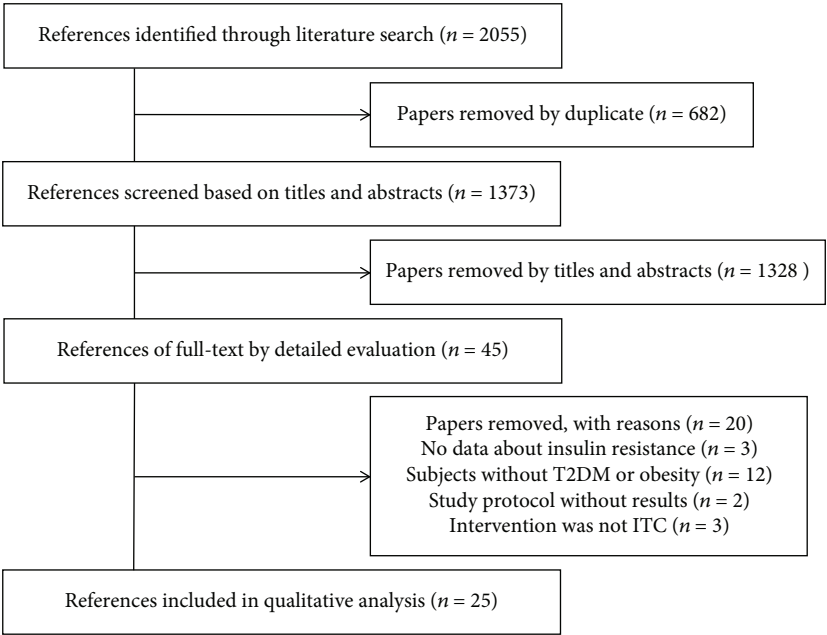 References identified through literature search (n = 2055)
Papers removed by duplicate (n = 682)
References screened based on titles and abstracts (n = 1373)
Papers removed by titles and abstracts (n = 1328 )
References of full-text by detailed evaluation (n = 45)
Papers removed, with reasons (n = 20)
No data about insulin resistance (n = 3)
Subjects without T2DM or obesity (n = 12)
Study protocol without results (n = 2)
Intervention was not ITC (n = 3)
References included in qualitative analysis (n = 25)